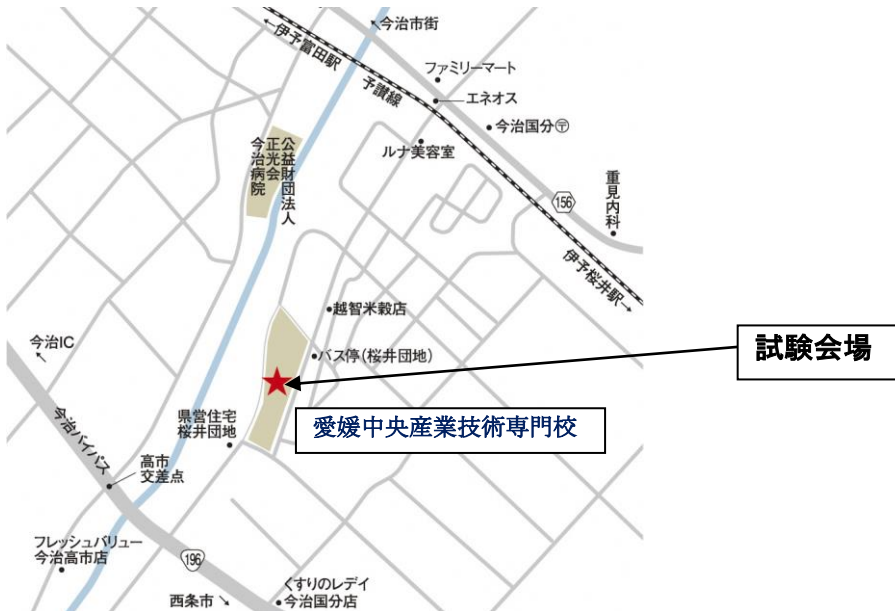 ↖今治市街
←伊予富田駅
ファミリーマート
予讃線
エネオス
今治国分〒
ルナ美容室
公益財団法人
正光会
今治病院
重見内科
156
伊予桜井駅→
越智米穀店
今治IC
バス停(桜井団地)
試験会場
県営住宅
桜井団地
愛媛中央産業技術専門校
今治バイパス
高市
交差点
フレッシュバリュー
今治高市店
196
くすりのレデイ
今治国分店
西条市↘